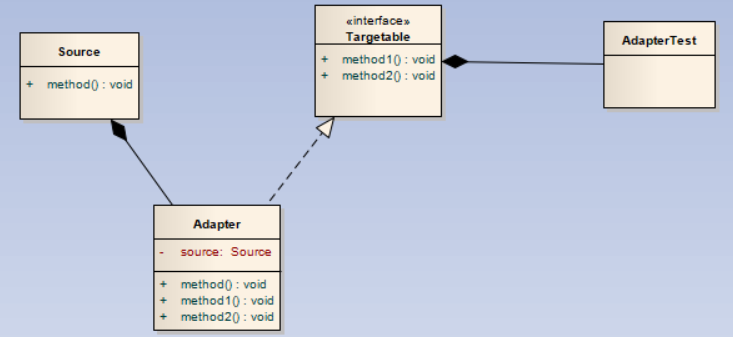 Source
+ method() : void
«interface»
Targetable
+ method1() : void
+ method2() : void
AdapterTest
Adapter
- source: Source
+ method() : void
+ method1() : void
+ method2() : void